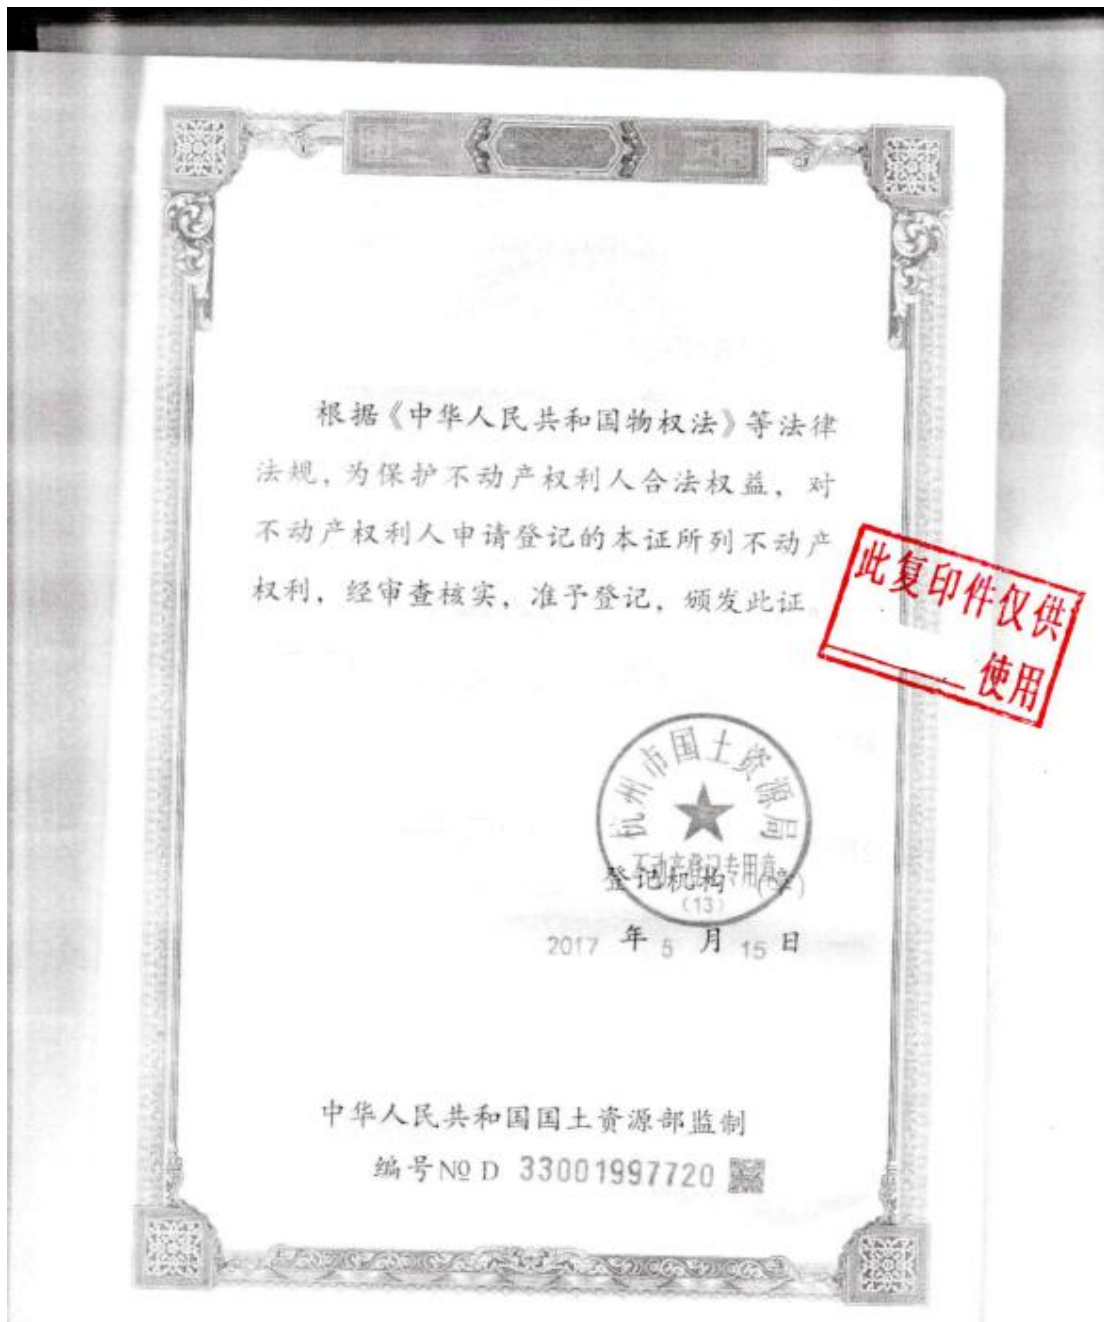 根据《中华人民共和国物权法》等法律
法规，为保护不动产权利人合法权益，对
不动产权利人申请登记的本证所列不动产
权利，经审查核实，准予登记，颁发此证。
此复印件仅供
使用
杭州市国土资源局
不动产登记专用章
(13)
登记机构（章）
2017 年 5 月 15 日
中华人民共和国国土资源部监制
编号№ D 33001997720